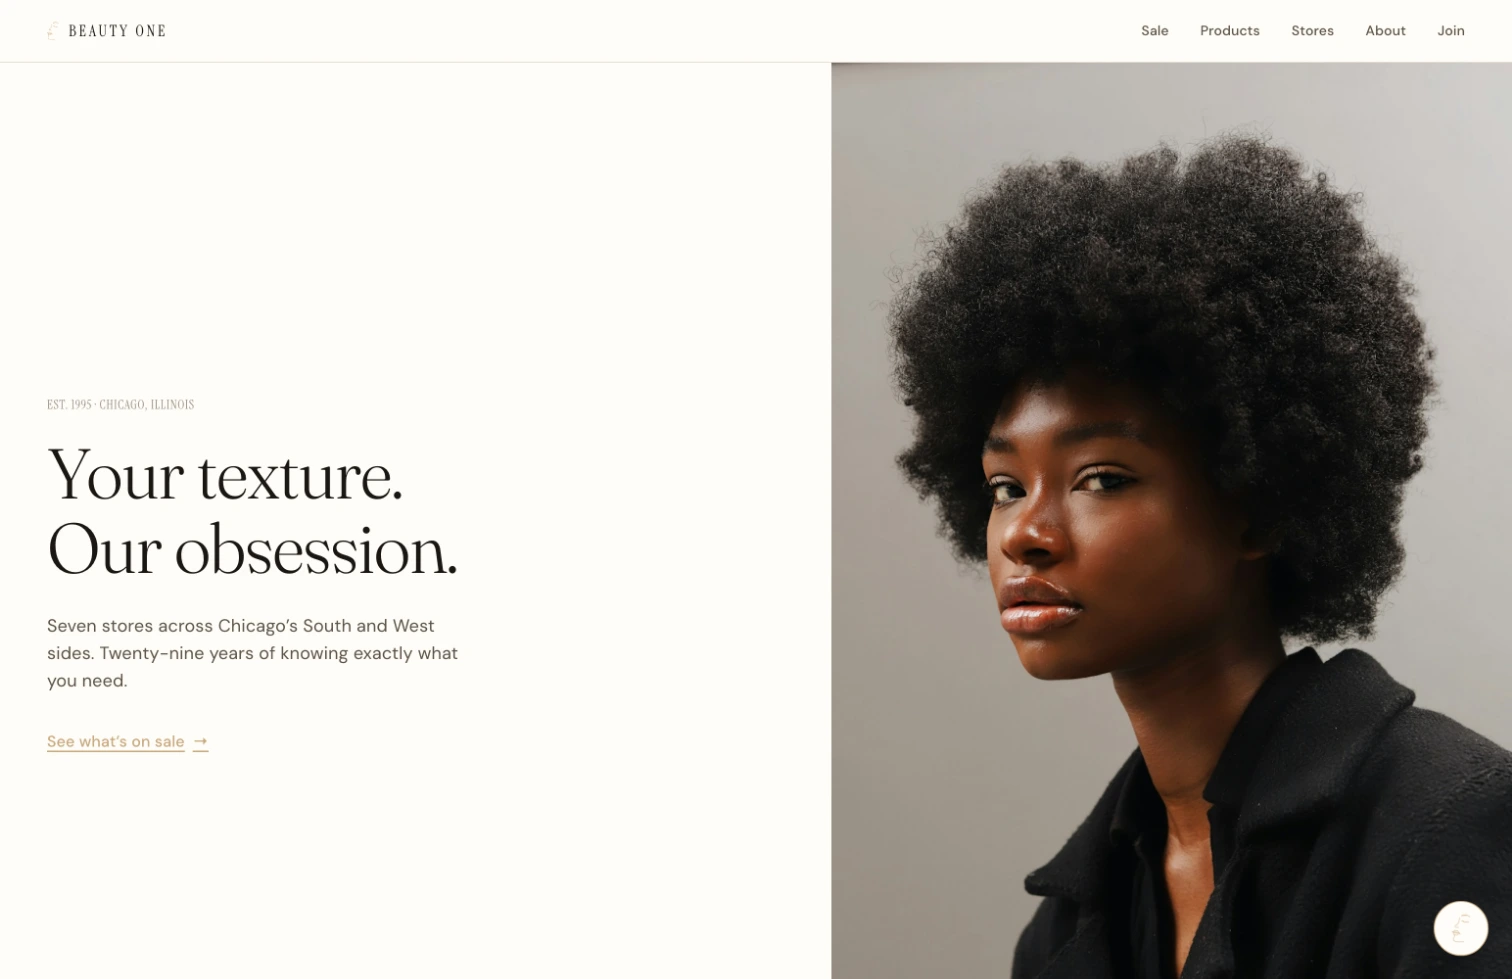 BEAUTY ONE
Sale Products Stores About Join
EST. 1995 · CHICAGO, ILLINOIS
Your texture.
Our obsession.
Seven stores across Chicago’s South and West
sides. Twenty-nine years of knowing exactly what
you need.
See what’s on sale →